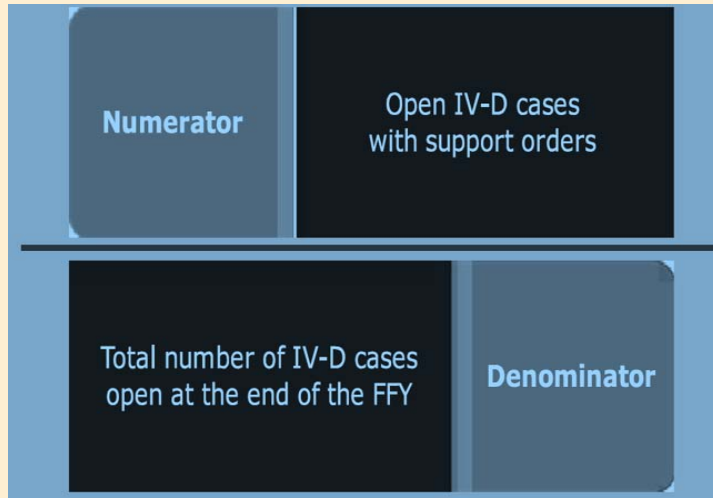 Numerator
Open IV-D cases
with support orders
Total number of IV-D cases
open at the end of the FFY
Denominator